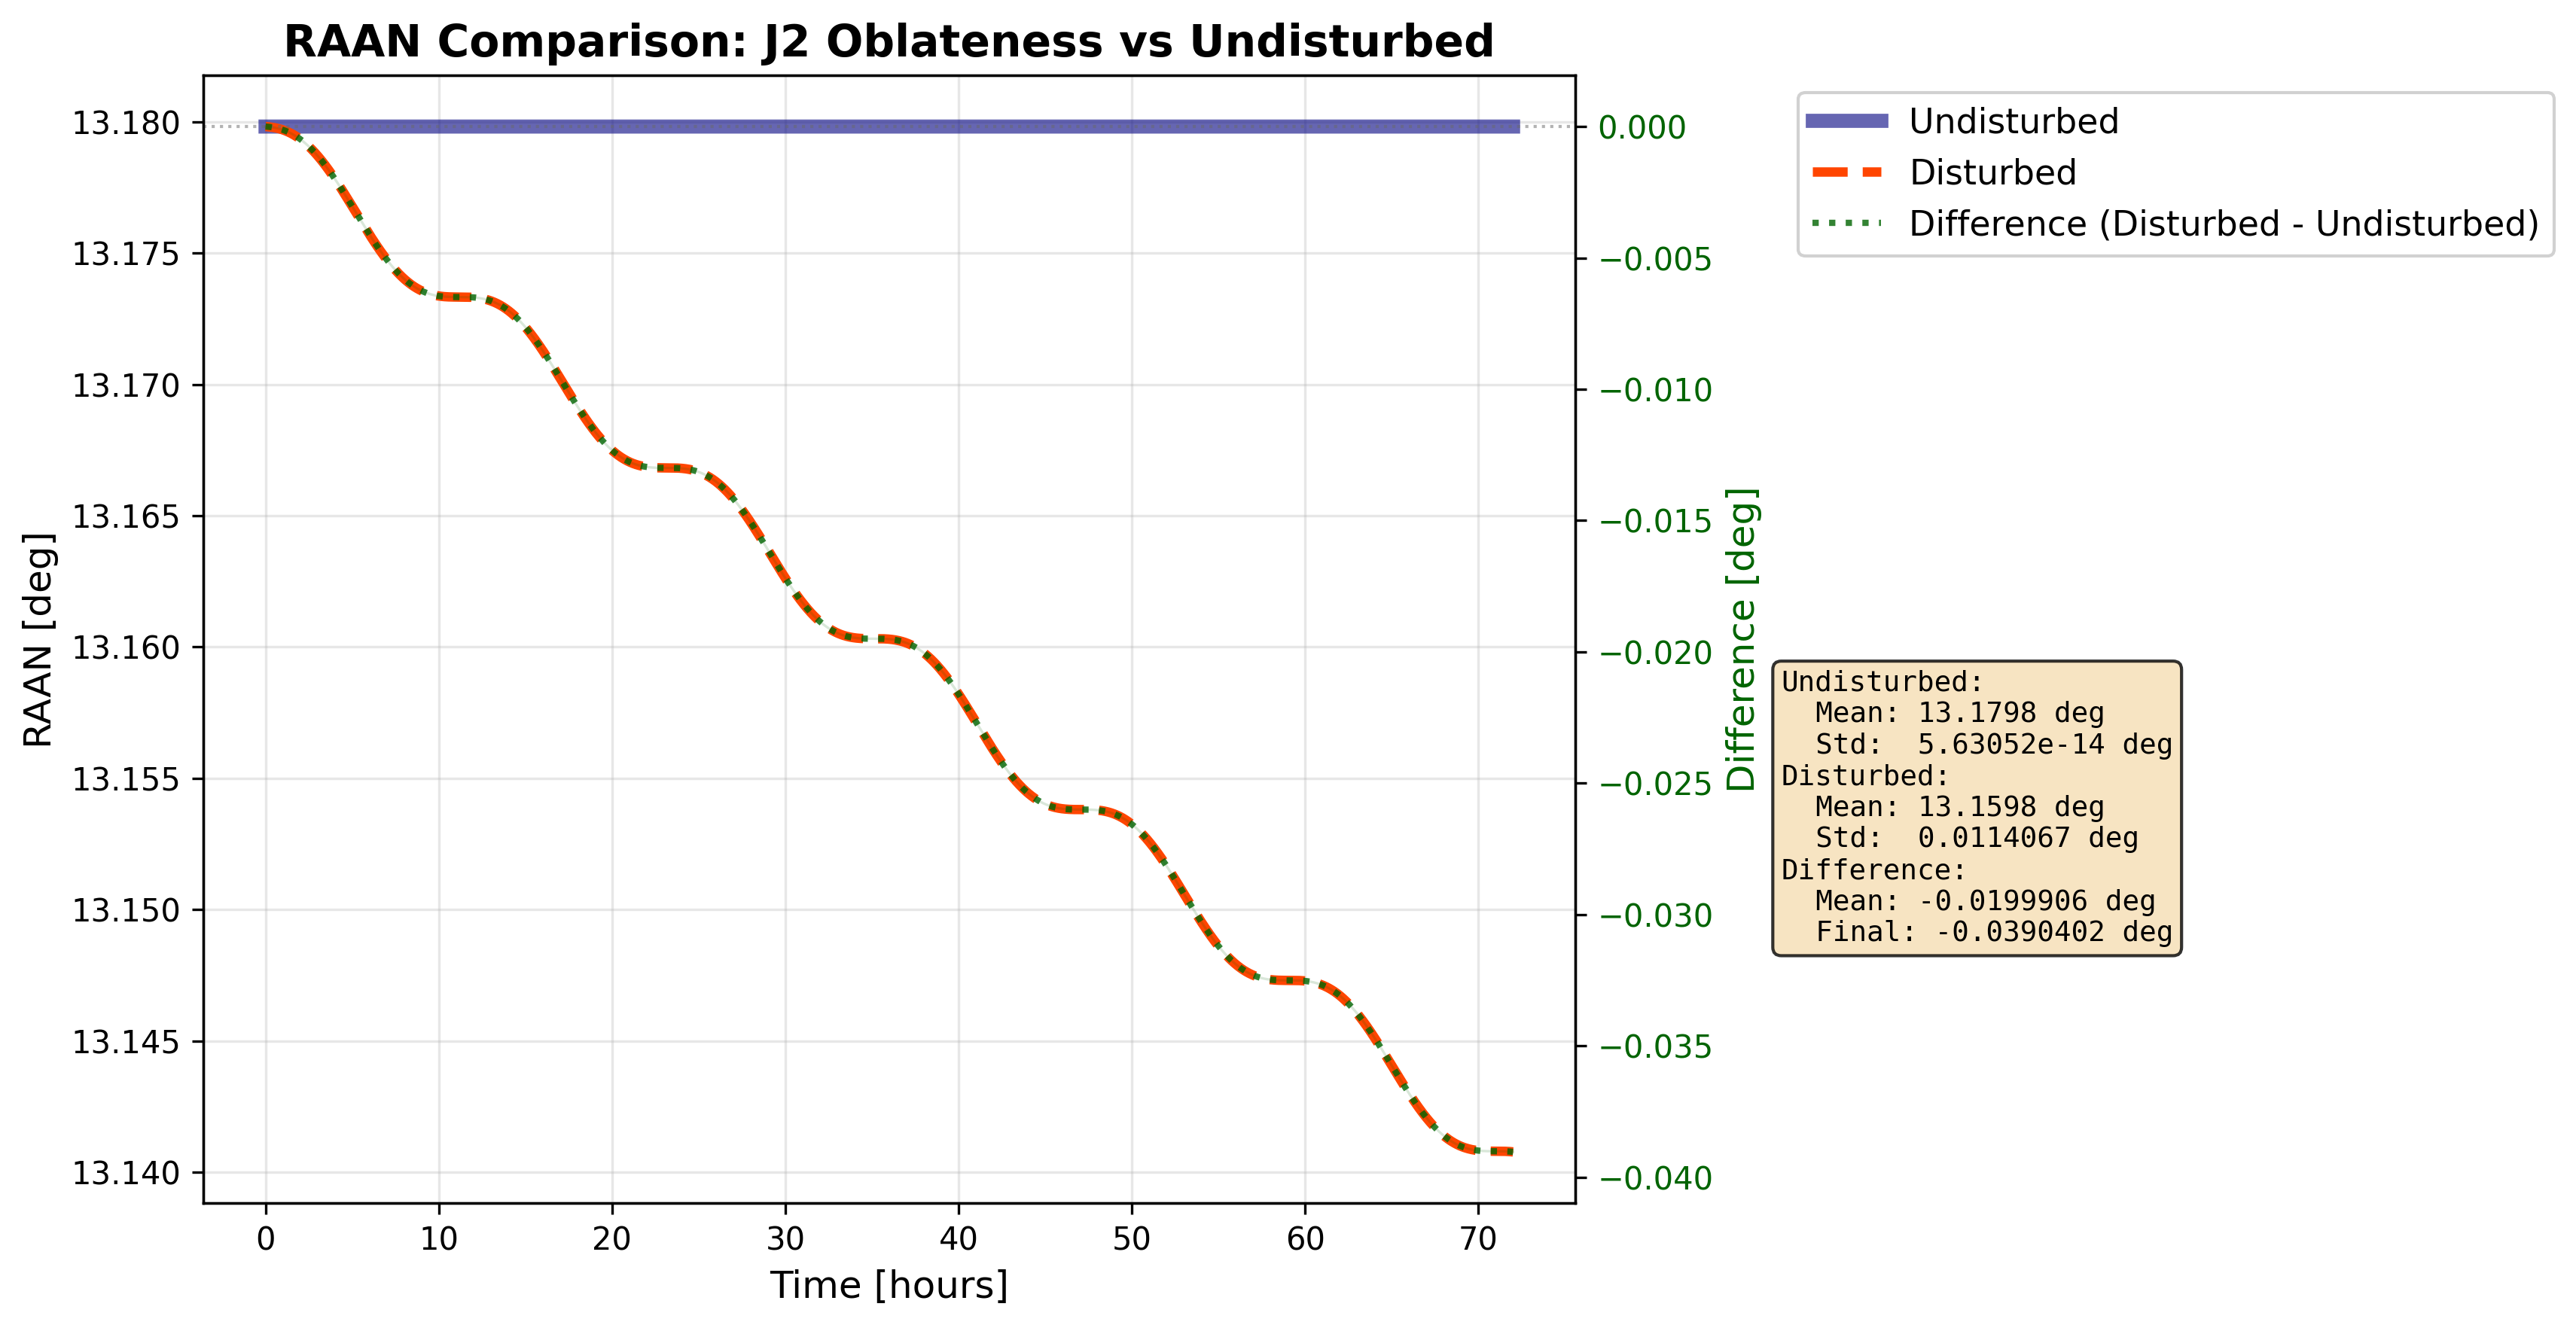 RAAN Comparison: J2 Oblateness vs Undisturbed
RAAN [deg]
13.180
13.175
13.170
13.165
13.160
13.155
13.150
13.145
13.140
0
10
20
30
40
50
60
70
Time [hours]
0.000
−0.005
−0.010
−0.015
−0.020
−0.025
−0.030
−0.035
−0.040
Difference [deg]
Undisturbed
Disturbed
Difference (Disturbed - Undisturbed)
Undisturbed:
Mean: 13.1798 deg
Std: 5.63052e-14 deg
Disturbed:
Mean: 13.1598 deg
Std: 0.0114067 deg
Difference:
Mean: -0.0199906 deg
Final: -0.0390402 deg